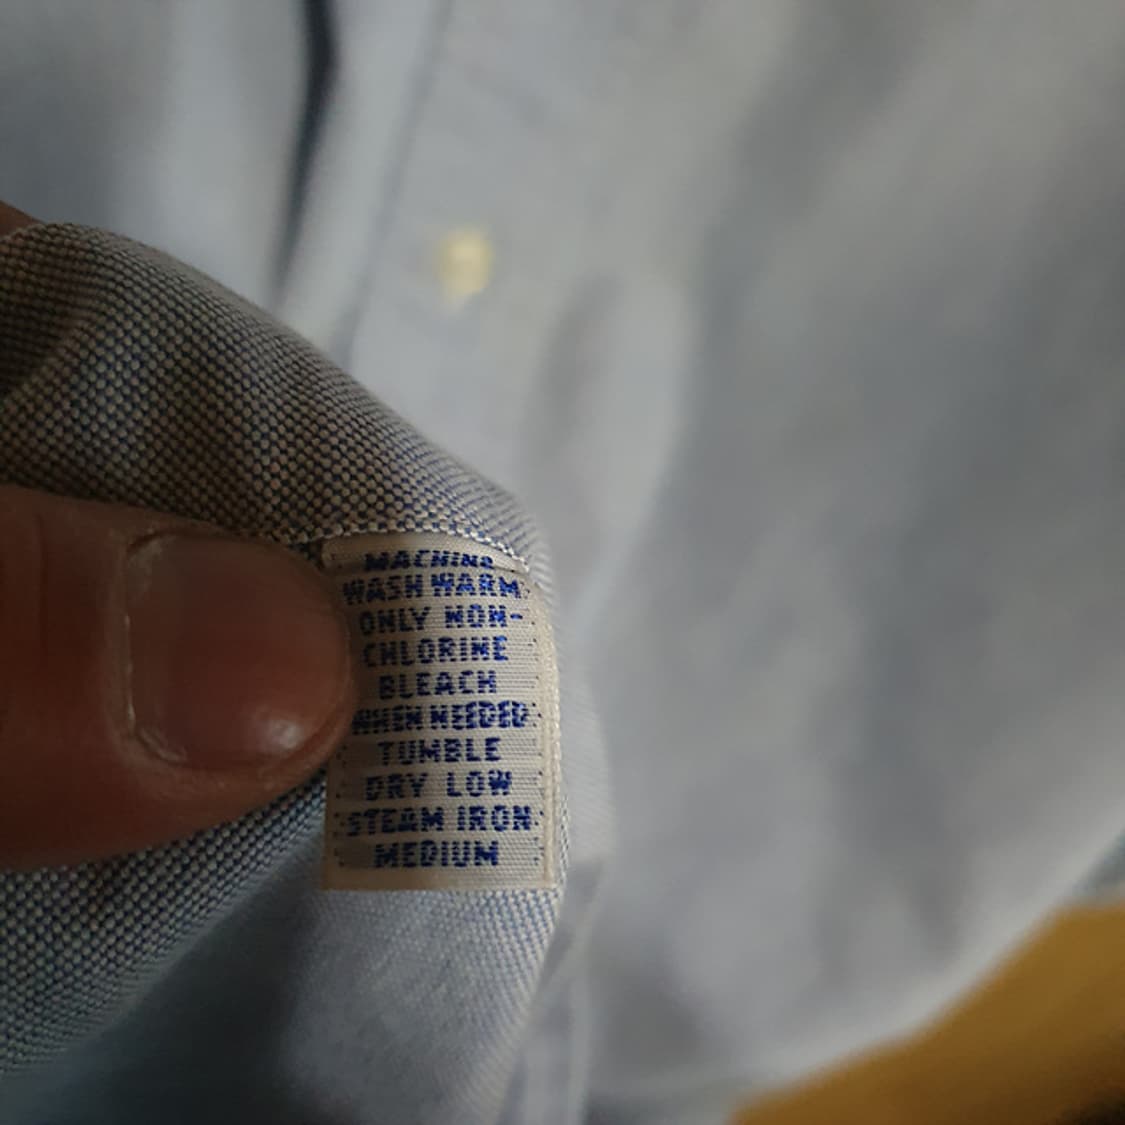 MACHINE
WASH WARM
ONLY NON-
CHLORINE
BLEACH
WHEN NEEDED
TUMBLE
DRY LOW
STEAM IRON
MEDIUM